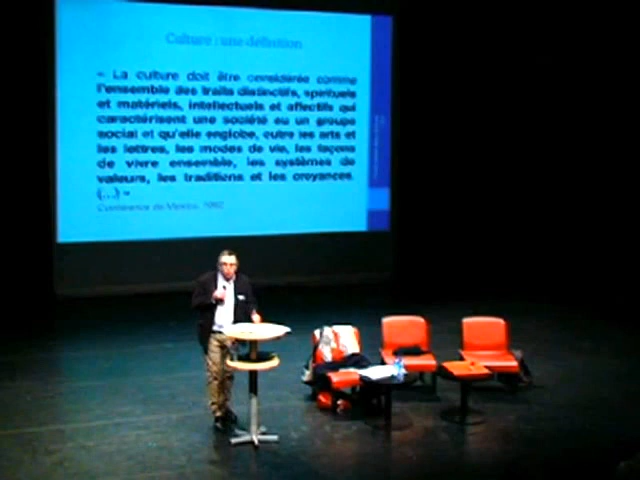 Culture : une définition
« La culture doit être considérée comme
l'ensemble des traits distinctifs, spirituels
et matériels, intellectuels et affectifs qui
caractérisent une société ou un groupe
social et qu'elle englobe, outre les arts et
les lettres, les modes de vie, les façons
de vivre ensemble, les systèmes de
valeurs, les traditions et les croyances.
(...) »
Conférence de Mexico, 1982